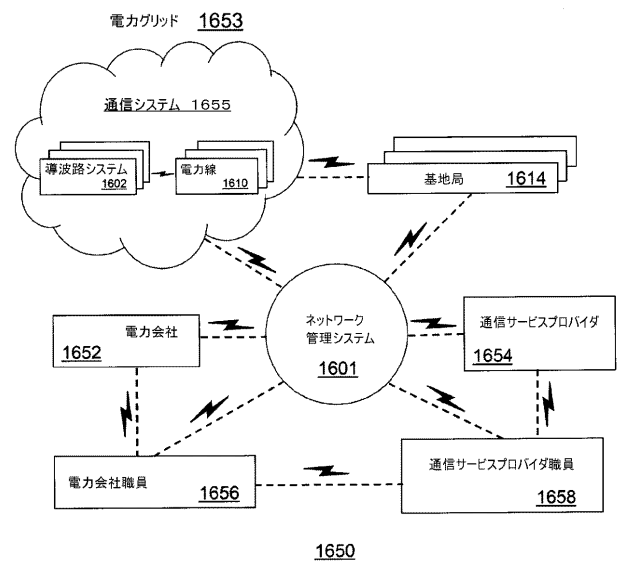 電力グリッド 1653
通信システム 1655
導波路システム
1602
電力線
1610
基地局 1614
ネットワーク
管理システム
1601
電力会社
1652
通信サービスプロバイダ
1654
電力会社職員
1656
通信サービスプロバイダ職員
1658
1650